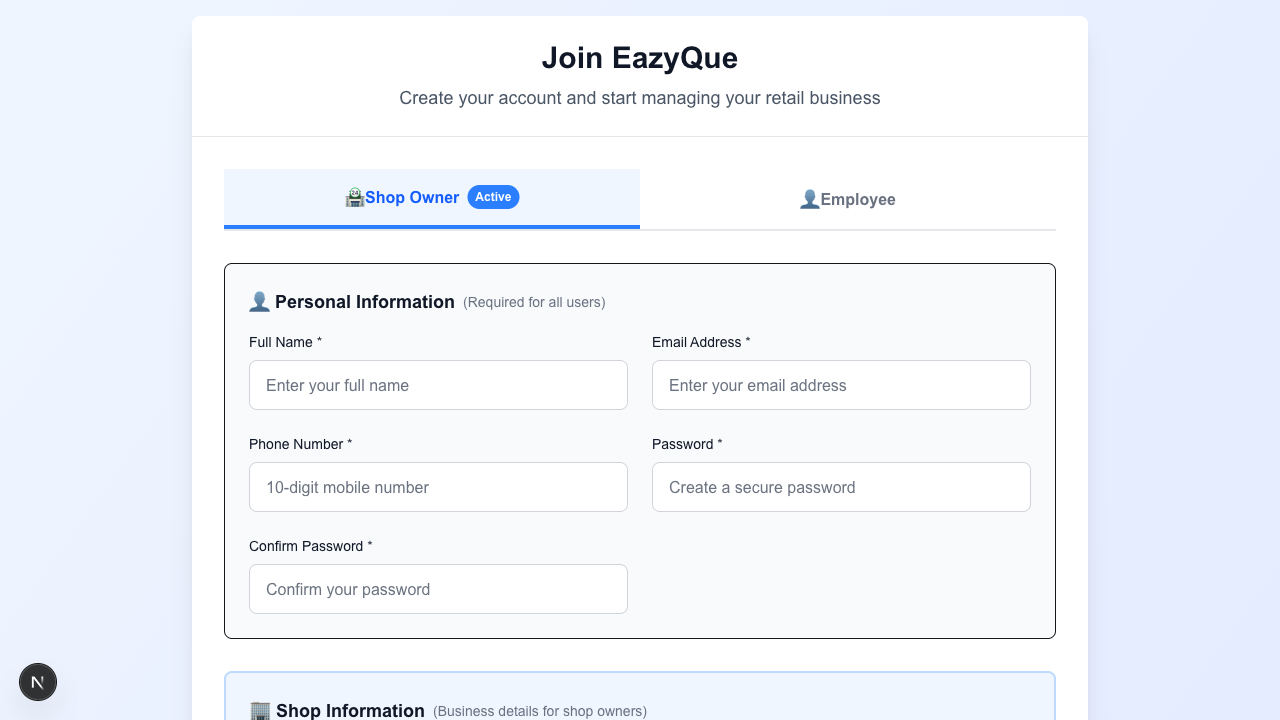 Join EazyQue
Create your account and start managing your retail business
Shop Owner Active
Employee
Personal Information (Required for all users)
Full Name *
Email Address *
Enter your full name
Enter your email address
Phone Number *
Password *
10-digit mobile number
Create a secure password
Confirm Password *
Confirm your password
N
Shop Information (Business details for shop owners)